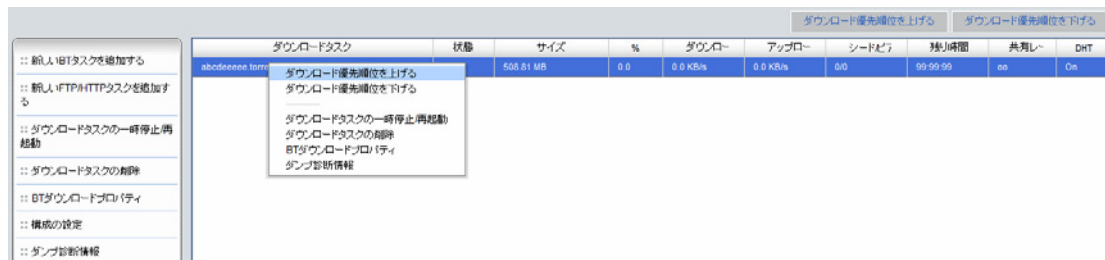 ダウンロード優先順位を上げる ダウンロード優先順位を下げる
ダウンロードタスク 状態 サイズ % ダウンロー アップロー シード/ピア 残り時間 共有レー DHT
abcdeeeee.torre 508.81 MB 0.0 0.0 KB/s 0.0 KB/s 0/0 99:99:99 oo On
:: 新しいBTタスクを追加する
:: 新しいFTP/HTTPタスクを追加す
る
:: ダウンロードタスクの一時停止/再
起動
:: ダウンロードタスクの削除
:: BTダウンロードプロパティ
:: 構成の設定
:: ダンプ診断情報
ダウンロード優先順位を上げる
ダウンロード優先順位を下げる
ダウンロードタスクの一時停止/再起動
ダウンロードタスクの削除
BTダウンロードプロパティ
ダンプ診断情報